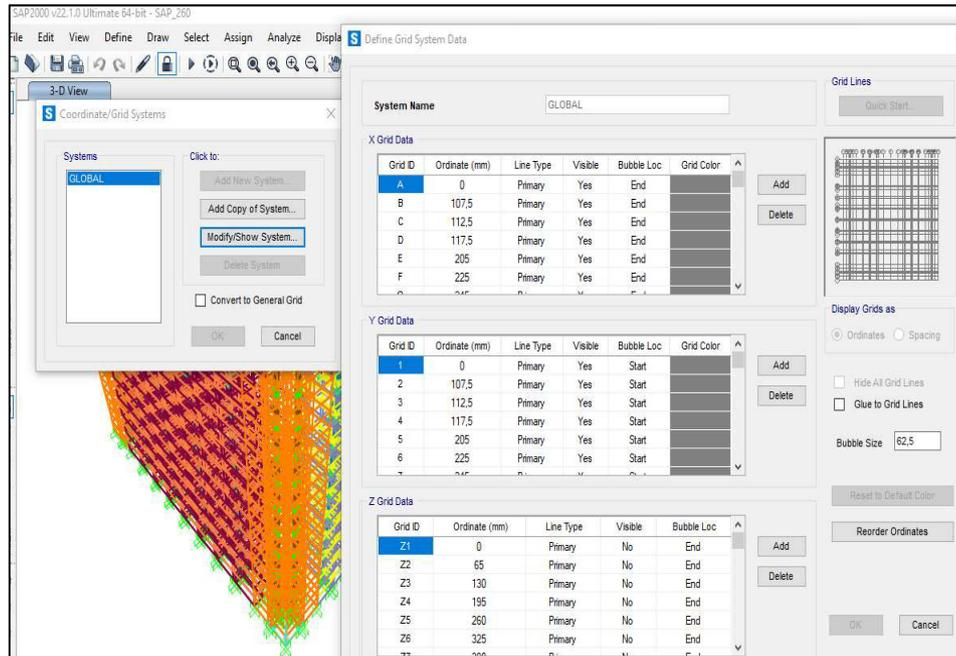 SAP2000 v22.1.0 Ultimate 64-bit - SAP_260
File Edit View Define Draw Select Assign Analyze
3-D View
Coordinate/Grid Systems
Systems
GLOBAL
Click to:
Add New System...
Add Copy of System...
Modify/Show System...
Delete System
Convert to General Grid
OK Cancel
Define Grid System Data
System Name GLOBAL
Grid Lines
Quick Start...
X Grid Data
Grid ID Ordinate (mm) Line Type Visible Bubble Loc Grid Color
A 0 Primary Yes End
B 107,5 Primary Yes End
C 112,5 Primary Yes End
D 117,5 Primary Yes End
E 205 Primary Yes End
F 225 Primary Yes End
Add
Delete
Y Grid Data
Grid ID Ordinate (mm) Line Type Visible Bubble Loc Grid Color
1 0 Primary Yes Start
2 107,5 Primary Yes Start
3 112,5 Primary Yes Start
4 117,5 Primary Yes Start
5 205 Primary Yes Start
6 225 Primary Yes Start
Add
Delete
Z Grid Data
Grid ID Ordinate (mm) Line Type Visible Bubble Loc
Z1 0 Primary No End
Z2 65 Primary No End
Z3 130 Primary No End
Z4 195 Primary No End
Z5 260 Primary No End
Z6 325 Primary No End
Add
Delete
Display Grids as
Ordinates Spacing
Hide All Grid Lines
Glue to Grid Lines
Bubble Size 62,5
Reset to Default Color
Reorder Ordinates
OK Cancel